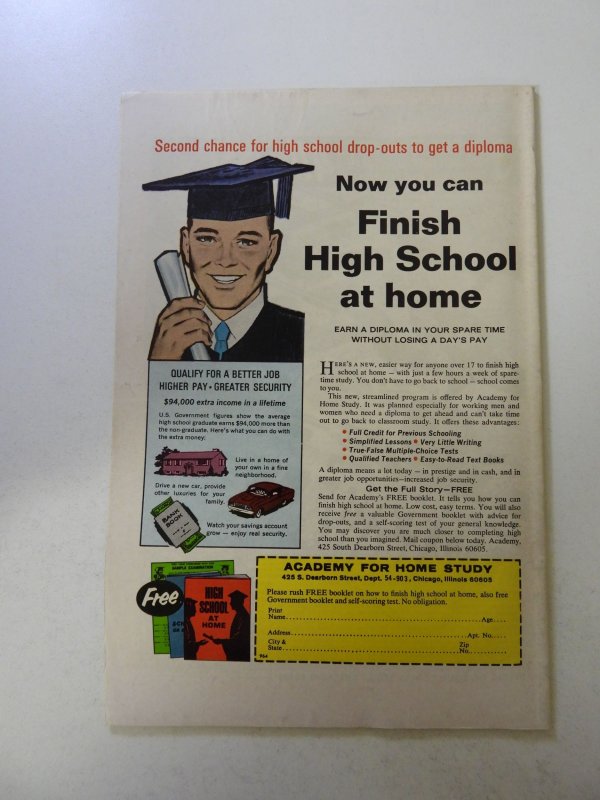 Second chance for high school drop-outs to get a diploma
Now you can
Finish
High School
at home
EARN A DIPLOMA IN YOUR SPARE TIME
WITHOUT LOSING A DAY'S PAY
HERE'S A NEW, easier way for anyone over 17 to finish high
school at home — with just a few hours a week of spare-
time study. You don't have to go back to school — school comes
to you.
This new, streamlined program is offered by Academy for
Home Study. It was planned especially for working men and
women who need a diploma to get ahead and can't take time
out to go back to classroom study. It offers these advantages:
• Full Credit for Previous Schooling
• Simplified Lessons • Very Little Writing
• True-False Multiple-Choice Tests
• Qualified Teachers • Easy-to-Read Text Books
A diploma means a lot today — in prestige and in cash, and in
greater job opportunities—increased job security.
Get the Full Story—FREE
Send for Academy's FREE booklet. It tells you how you can
finish high school at home. Low cost, easy terms. You will also
receive free a valuable Government booklet with advice for
drop-outs, and a self-scoring test of your general knowledge.
You may discover you are much closer to completing high
school than you imagined. Mail coupon below today. Academy,
425 South Dearborn Street, Chicago, Illinois 60605.
QUALIFY FOR A BETTER JOB
HIGHER PAY • GREATER SECURITY
$94,000 extra income in a lifetime
U.S. Government figures show the average
high school graduate earns $94,000 more than
the non-graduate. Here's what you can do with
the extra money:
Live in a home of
your own in a fine
neighborhood.
Drive a new car, provide
other luxuries for your
family.
BANK
BOOK
Watch your savings account
grow — enjoy real security.
Free
SAMPLE EXAMINATION
HIGH
SCHOOL
AT
HOME
ACADEMY FOR HOME STUDY
425 S. Dearborn Street, Dept. 54-903, Chicago, Illinois 60605
Please rush FREE booklet on how to finish high school at home, also free
Government booklet and self-scoring test. No obligation.
Print
Name Age
Address Apt. No.
City & Zip
State No.